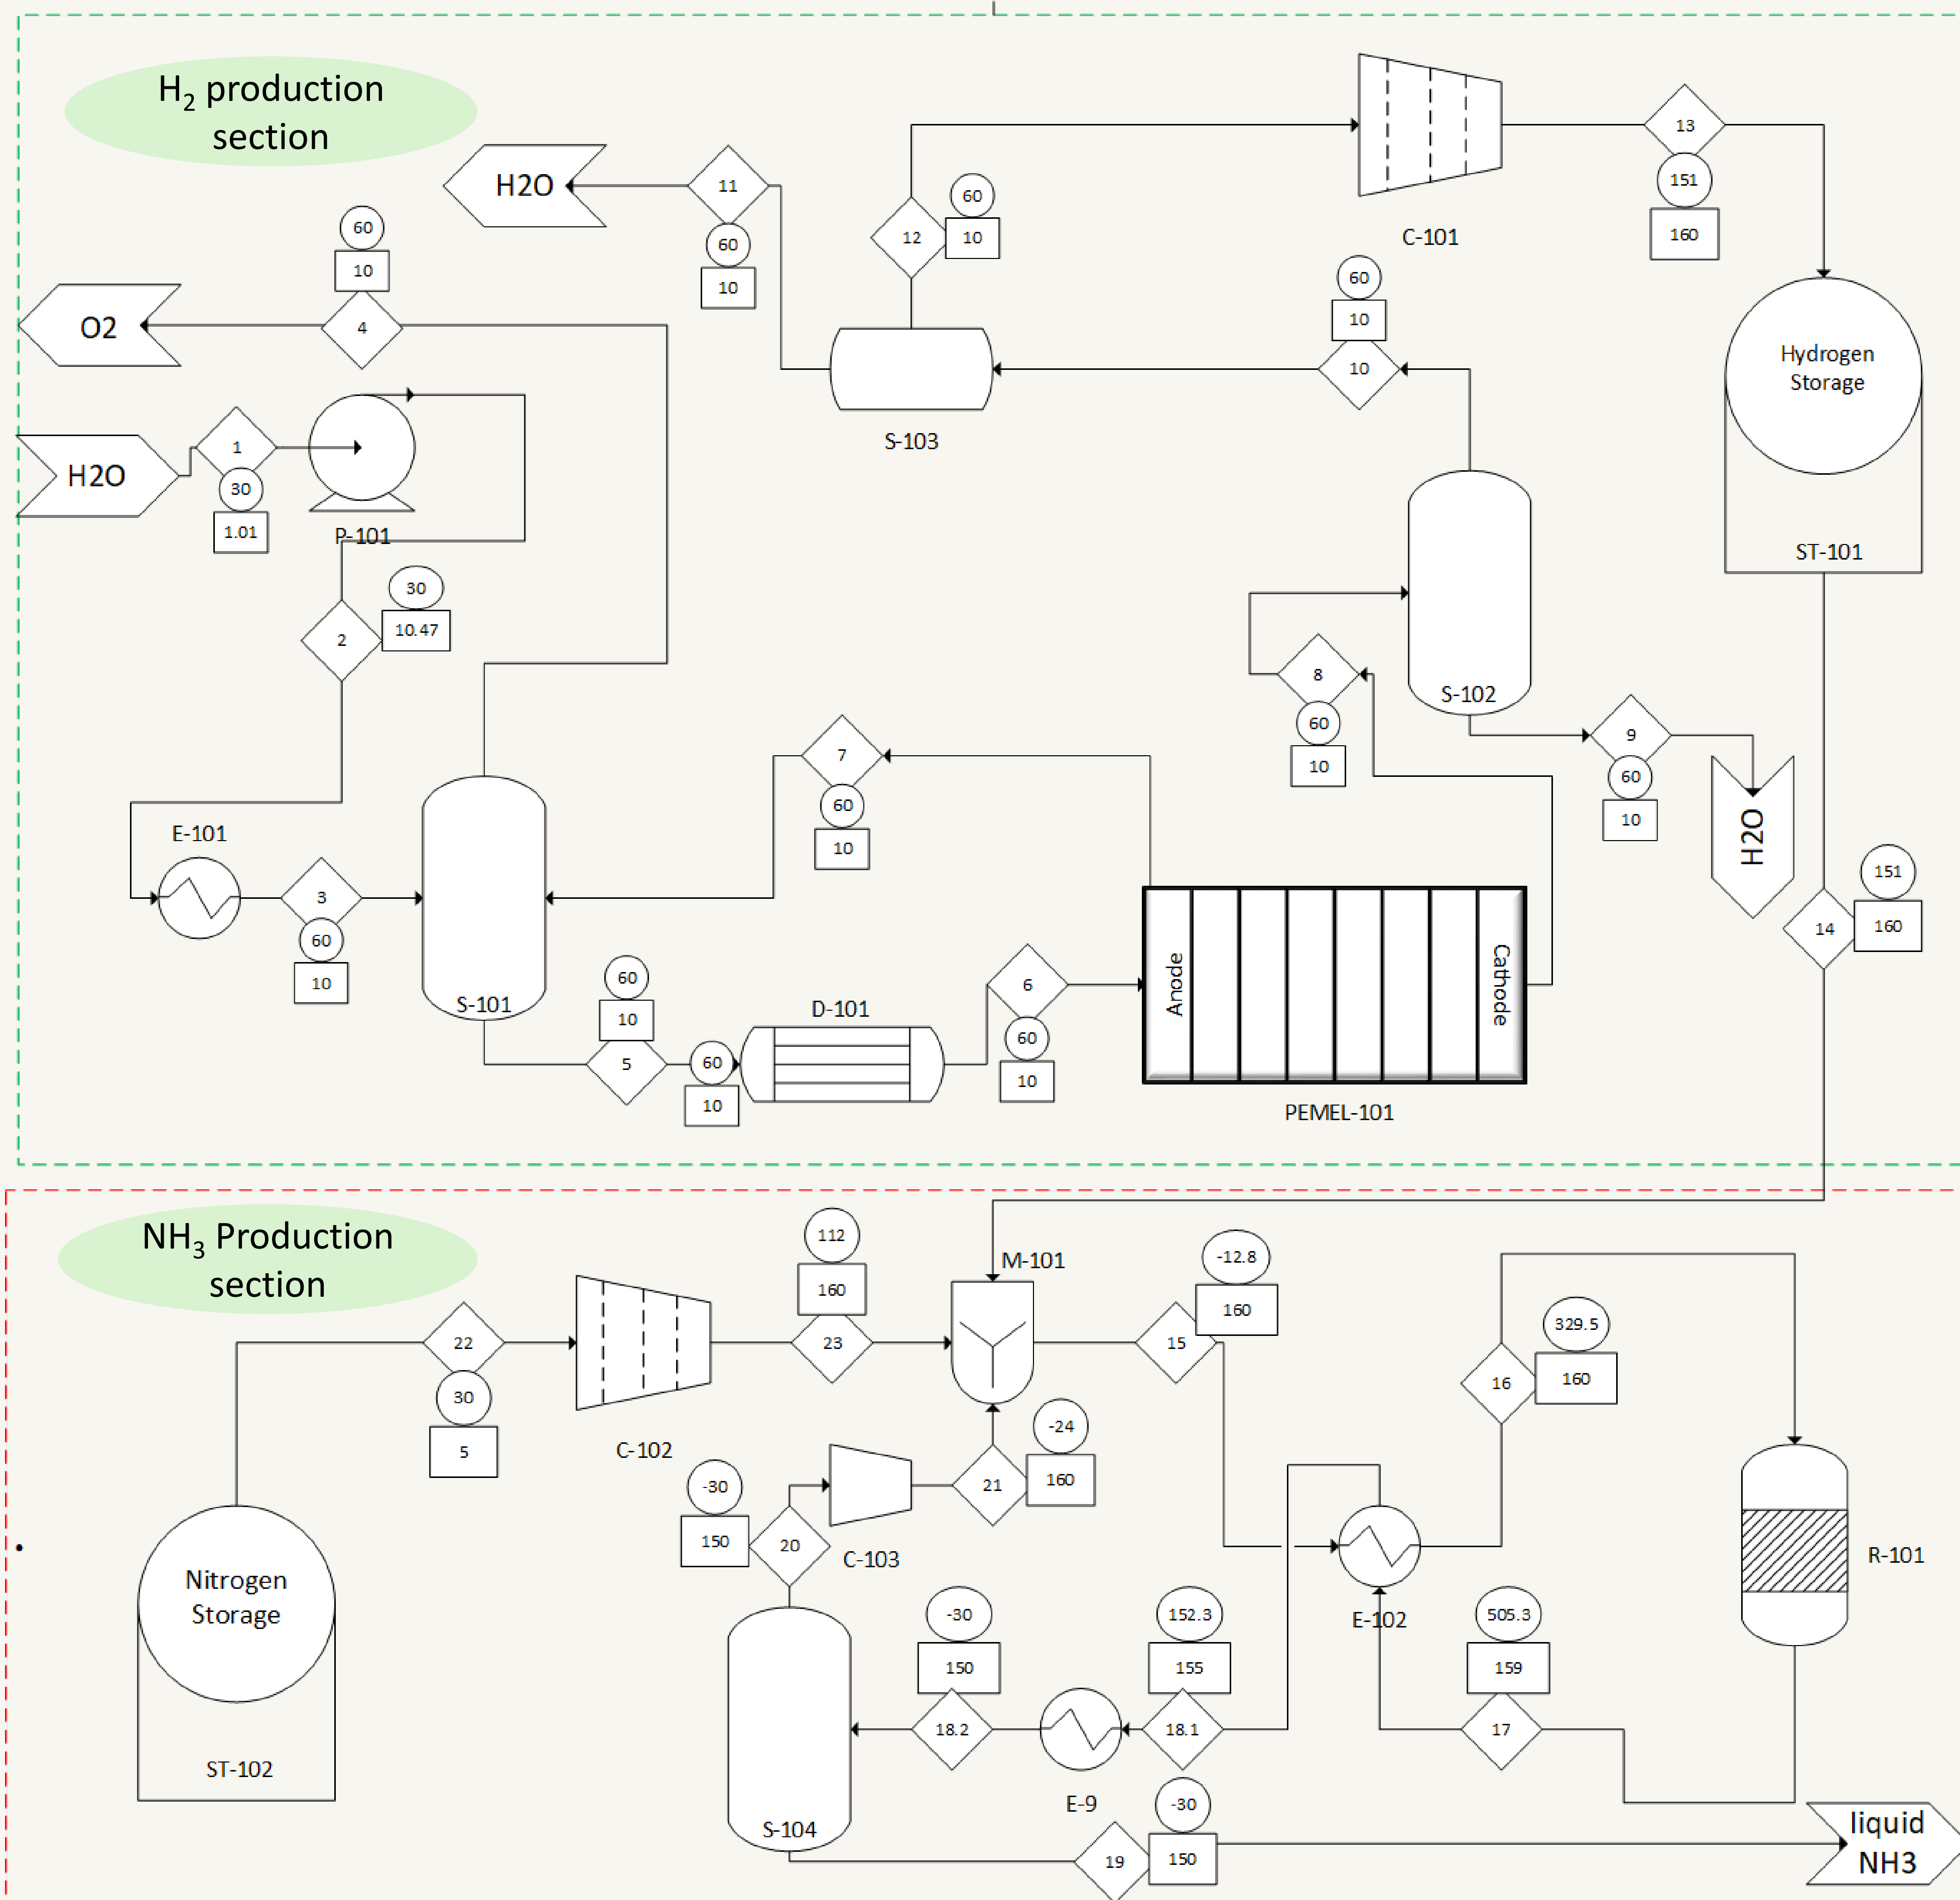 H₂ production
section
13
151
160
C-101
H2O
11
60
10
12
60
10
60
10
4
O2
60
10
10
Hydrogen
Storage
ST-101
S-103
H2O
1
30
1.01
P-101
2
30
10.47
S-102
8
60
10
9
60
10
H2O
7
60
10
E-101
3
60
10
S-101
14
151
160
60
10
5
60
10
D-101
6
60
10
Anode
Cathode
PEMEL-101
NH₃ Production
section
112
160
23
M-101
-12.8
160
15
22
30
5
C-102
329.5
160
16
-24
160
21
-30
150
20
C-103
Nitrogen
Storage
ST-102
E-102
R-101
-30
150
18.2
152.3
155
18.1
505.3
159
17
E-9
S-104
-30
150
19
liquid
NH3